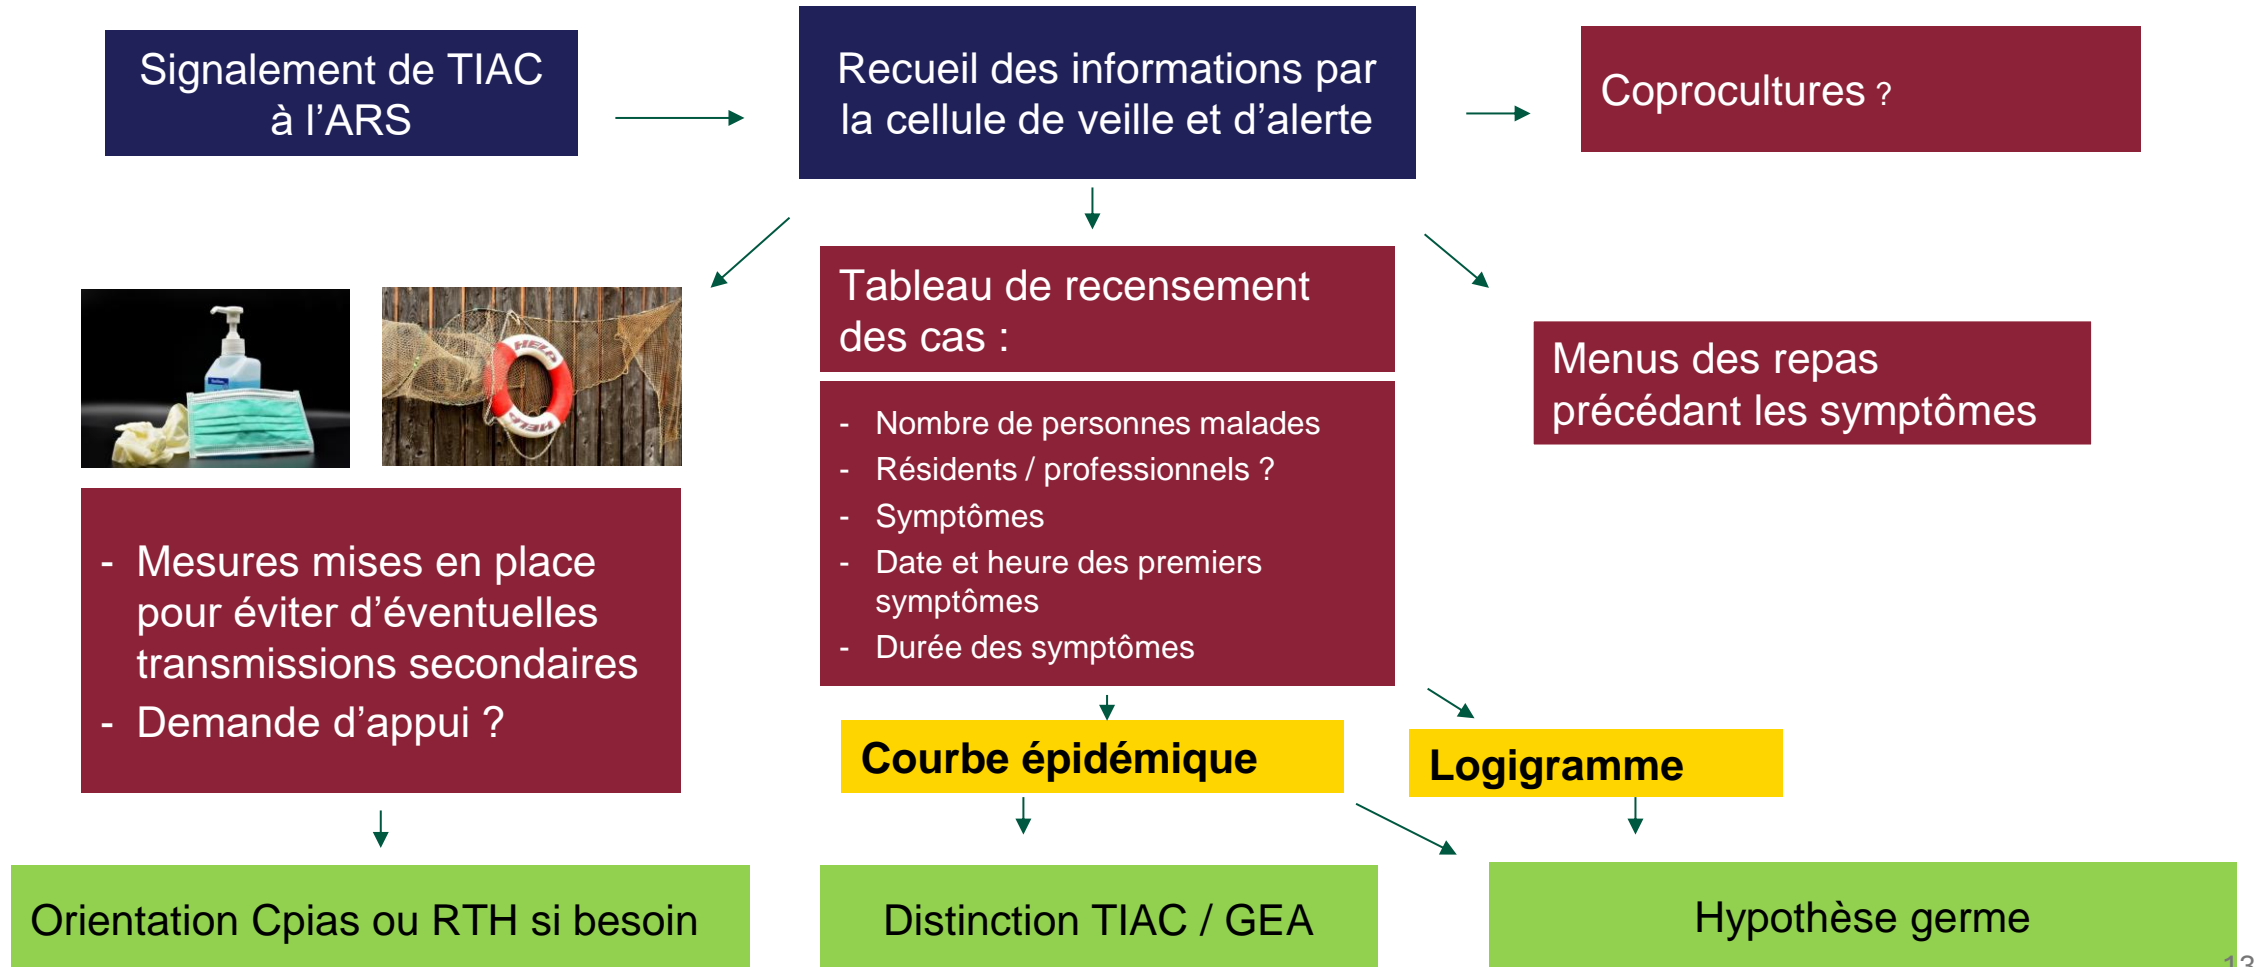 Signalement de TIAC
à l’ARS
Recueil des informations par
la cellule de veille et d’alerte
Coprocultures ?
HELP
HELP
Tableau de recensement
des cas :
Menus des repas
précédant les symptômes
- Nombre de personnes malades
- Résidents / professionnels ?
- Symptômes
- Date et heure des premiers
symptômes
- Durée des symptômes
- Mesures mises en place
pour éviter d’éventuelles
transmissions secondaires
- Demande d’appui ?
Courbe épidémique
Logigramme
Orientation Cpias ou RTH si besoin
Distinction TIAC / GEA
Hypothèse germe
13